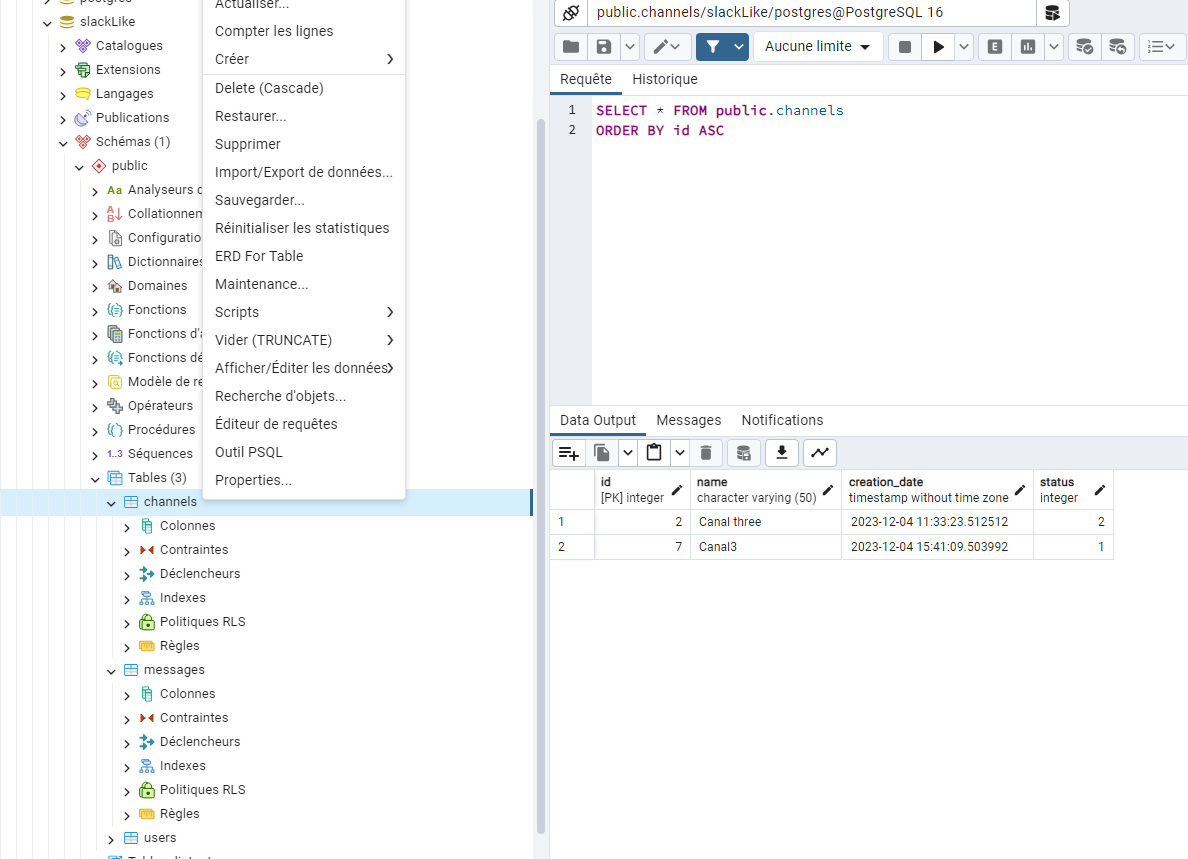 postgres
slackLike
Catalogues
Extensions
Langages
Publications
Schémas (1)
public
Aa Analyseurs d
Collationnem
Configuratio
Dictionnaires
Domaines
Fonctions
Fonctions d'a
Fonctions dé
Modèle de re
Opérateurs
Procédures
1..3 Séquences
Tables (3)
channels
Colonnes
Contraintes
Déclencheurs
Indexes
Politiques RLS
Règles
messages
Colonnes
Contraintes
Déclencheurs
Indexes
Politiques RLS
Règles
users
Actualiser...
Compter les lignes
Créer
Delete (Cascade)
Restaurer...
Supprimer
Import/Export de données...
Sauvegarder...
Réinitialiser les statistiques
ERD For Table
Maintenance...
Scripts
Vider (TRUNCATE)
Afficher/Éditer les données
Recherche d'objets...
Éditeur de requêtes
Outil PSQL
Properties...
public.channels/slackLike/postgres@PostgreSQL 16
Aucune limite
E
Requête Historique
1 SELECT * FROM public.channels
2 ORDER BY id ASC
Data Output Messages Notifications
id name creation_date status
[PK] integer character varying (50) timestamp without time zone integer
1 2 Canal three 2023-12-04 11:33:23.512512 2
2 7 Canal3 2023-12-04 15:41:09.503992 1